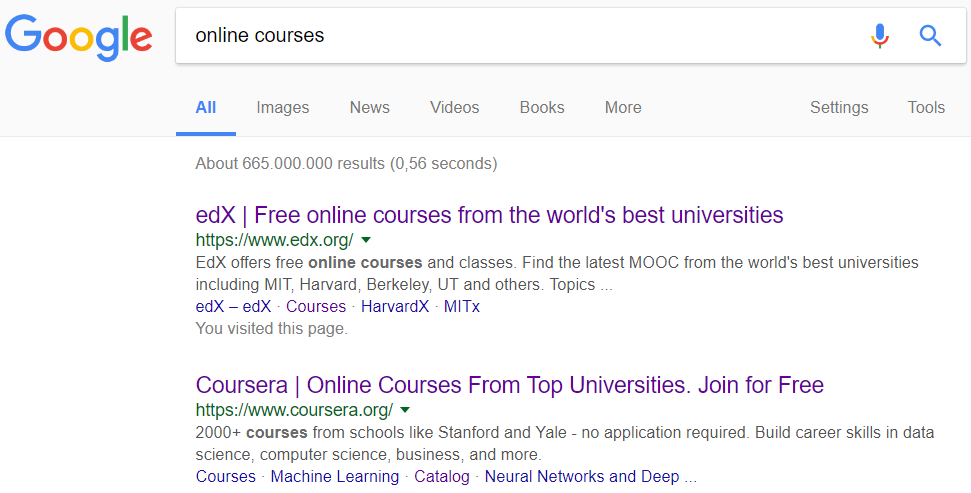 Google
online courses
All Images News Videos Books More Settings Tools
About 665.000.000 results (0,56 seconds)
edX | Free online courses from the world's best universities
https://www.edx.org/
EdX offers free online courses and classes. Find the latest MOOC from the world's best universities
including MIT, Harvard, Berkeley, UT and others. Topics ...
edX – edX · Courses · HarvardX · MITx
You visited this page.
Coursera | Online Courses From Top Universities. Join for Free
https://www.coursera.org/
2000+ courses from schools like Stanford and Yale - no application required. Build career skills in data
science, computer science, business, and more.
Courses · Machine Learning · Catalog · Neural Networks and Deep ...